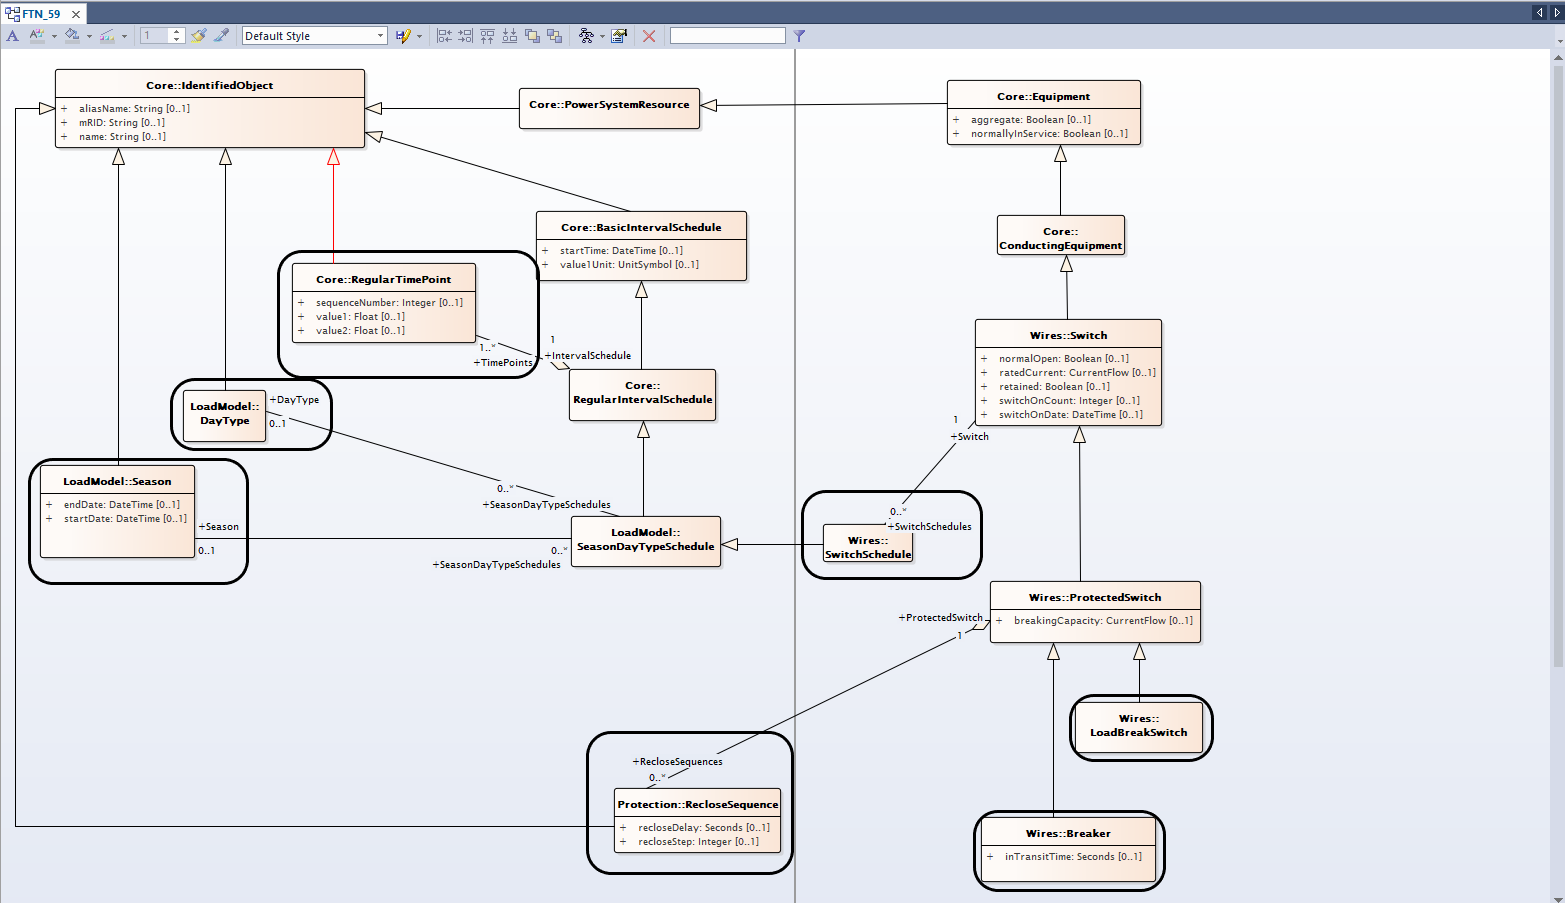 FTN_59
1
Default Style
Core::IdentifiedObject
+ aliasName: String [0..1]
+ mRID: String [0..1]
+ name: String [0..1]
Core::PowerSystemResource
Core::Equipment
+ aggregate: Boolean [0..1]
+ normallyInService: Boolean [0..1]
Core::BasicIntervalSchedule
+ startTime: DateTime [0..1]
+ value1Unit: UnitSymbol [0..1]
Core::
ConductingEquipment
Core::RegularTimePoint
+ sequenceNumber: Integer [0..1]
+ value1: Float [0..1]
+ value2: Float [0..1]
1..*
+TimePoints
1
+IntervalSchedule
Core::
RegularIntervalSchedule
Wires::Switch
+ normalOpen: Boolean [0..1]
+ ratedCurrent: CurrentFlow [0..1]
+ retained: Boolean [0..1]
+ switchOnCount: Integer [0..1]
+ switchOnDate: DateTime [0..1]
LoadModel::
DayType
+DayType
0..1
1
+Switch
LoadModel::Season
+ endDate: DateTime [0..1]
+ startDate: DateTime [0..1]
+Season
0..1
0..*
+SeasonDayTypeSchedules
LoadModel::
SeasonDayTypeSchedule
0..*
+SeasonDayTypeSchedules
0..*
+SwitchSchedules
Wires::
SwitchSchedule
Wires::ProtectedSwitch
+ breakingCapacity: CurrentFlow [0..1]
+ProtectedSwitch
1
Wires::
LoadBreakSwitch
+RecloseSequences
0..*
Protection::RecloseSequence
+ recloseDelay: Seconds [0..1]
+ recloseStep: Integer [0..1]
Wires::Breaker
+ inTransitTime: Seconds [0..1]